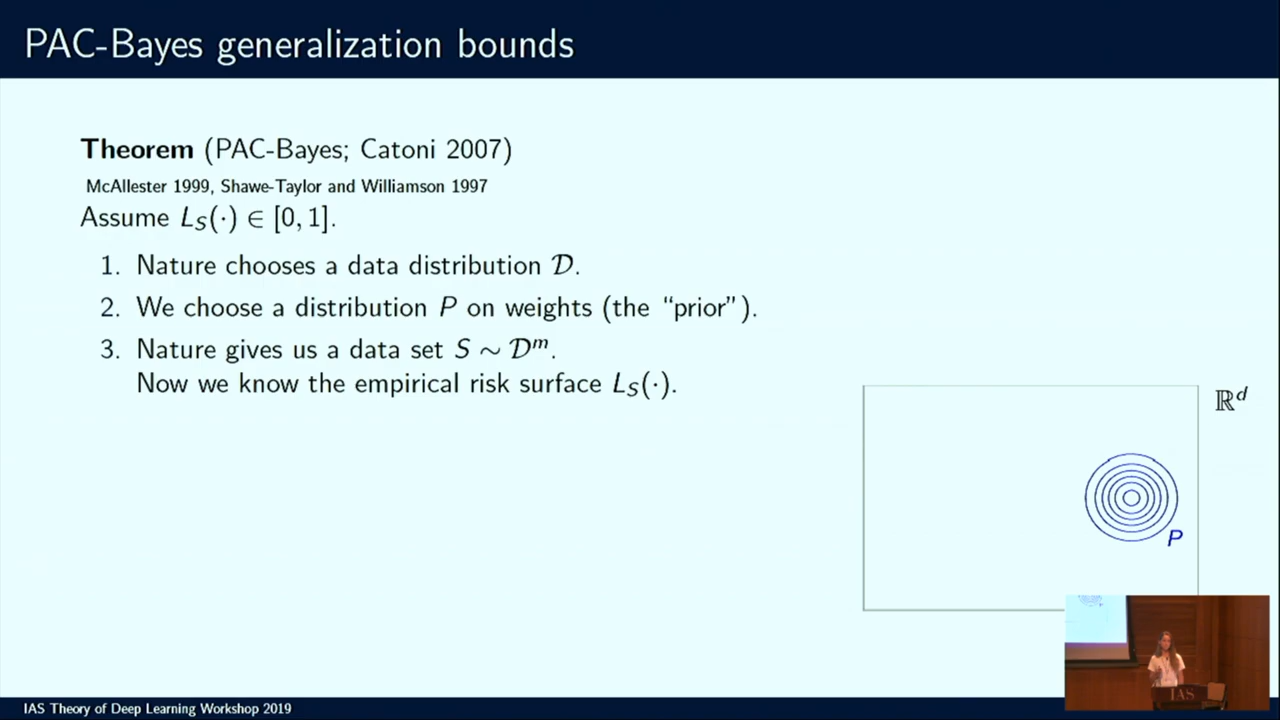 PAC-Bayes generalization bounds
Theorem (PAC-Bayes; Catoni 2007)
McAllester 1999, Shawe-Taylor and Williamson 1997
Assume L_S(·) ∈ [0, 1].
1. Nature chooses a data distribution 𝒟.
2. We choose a distribution P on weights (the “prior”).
3. Nature gives us a data set S ∼ 𝒟^m.
Now we know the empirical risk surface L_S(·).
ℝ^d
P
IAS
IAS Theory of Deep Learning Workshop 2019